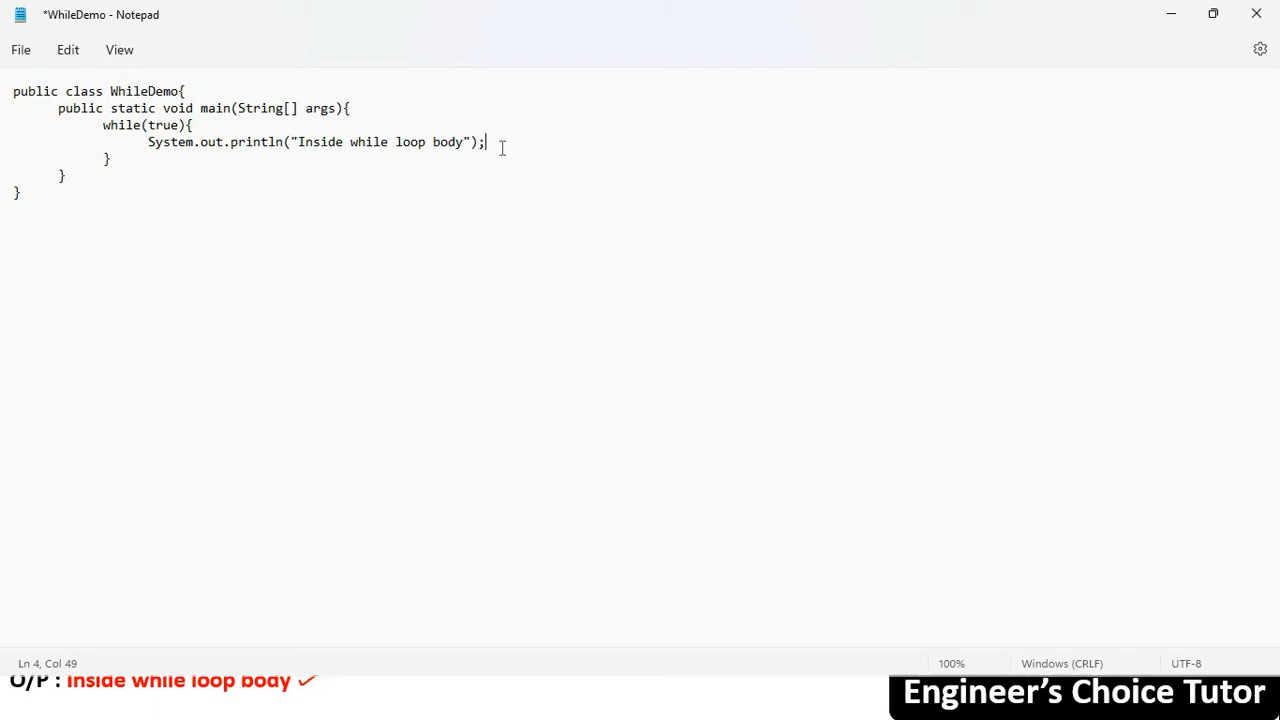 *WhileDemo - Notepad
File Edit View
public class WhileDemo{
public static void main(String[] args){
while(true){
System.out.println("Inside while loop body");
}
}
}
Ln 4, Col 49 100% Windows (CRLF) UTF-8
O/P : Inside while loop body
Engineer's Choice Tutor